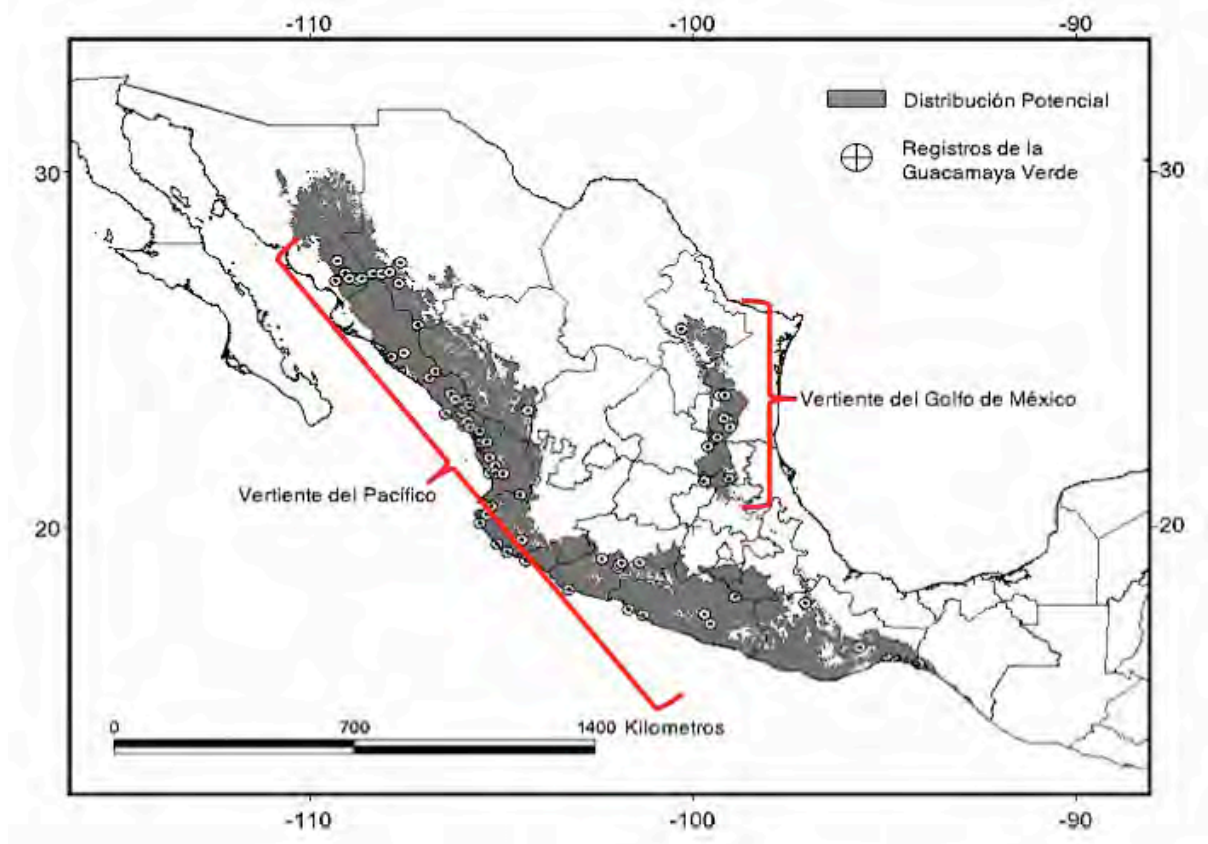 -110 -100 -90
Distribución Potencial
Registros de la
Guacamaya Verde
30 30
Vertiente del Golfo de México
Vertiente del Pacífico
20 20
0 700 1400 Kilometros
-110 -100 -90